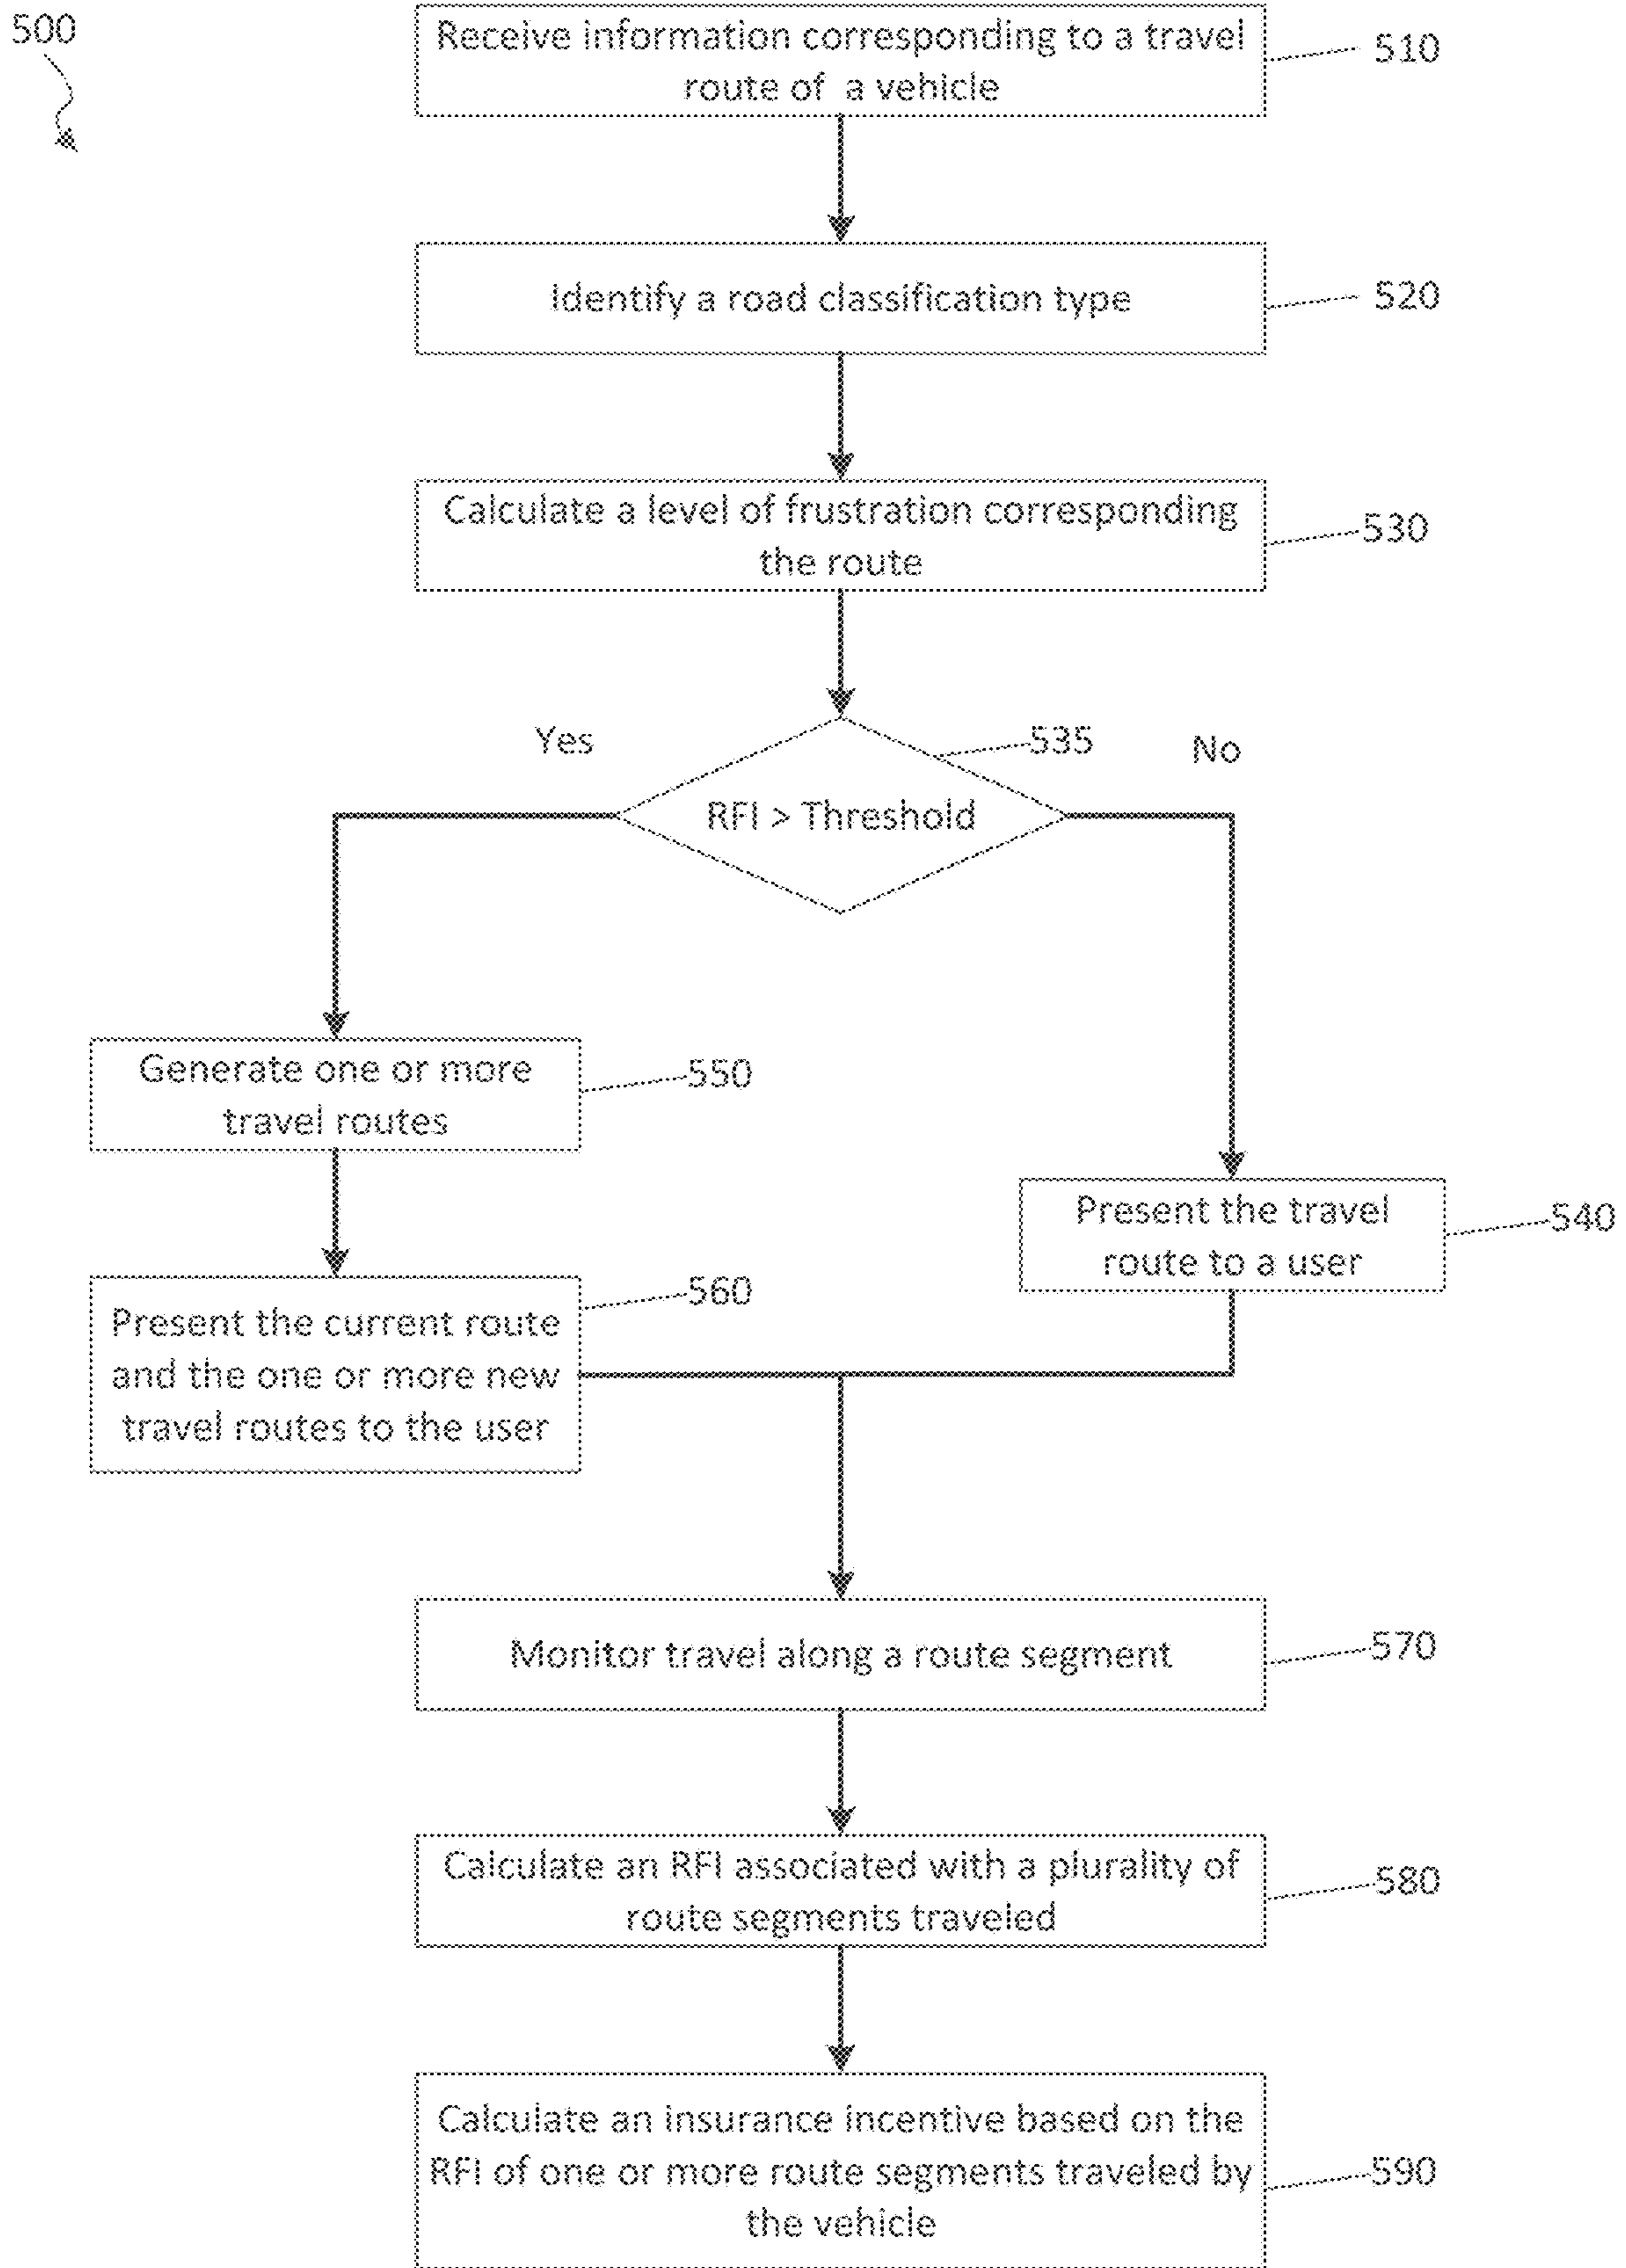 500
Receive information corresponding to a travel
route of a vehicle
510
Identify a road classification type
520
Calculate a level of frustration corresponding
the route
530
Yes
535
No
RFI > Threshold
Generate one or more
travel routes
550
Present the travel
route to a user
540
Present the current route
and the one or more new
travel routes to the user
560
Monitor travel along a route segment
570
Calculate an RFI associated with a plurality of
route segments traveled
580
Calculate an insurance incentive based on the
RFI of one or more route segments traveled by
the vehicle
590